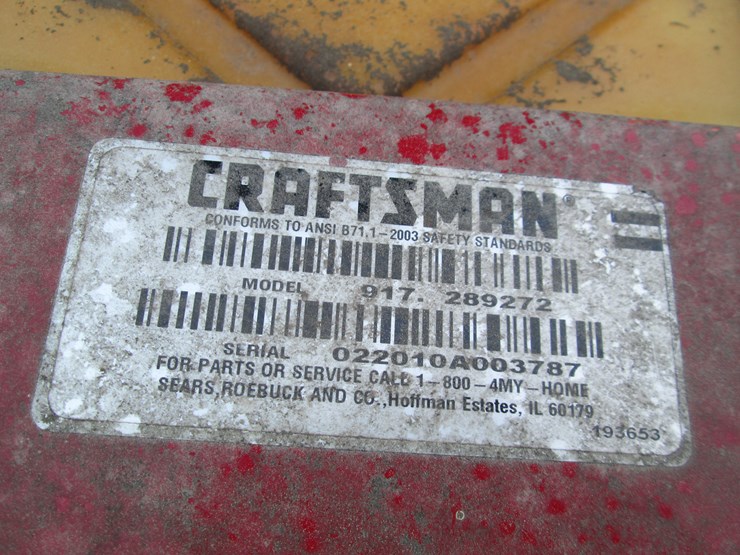 CRAFTSMAN®
CONFORMS TO ANSI B71.1-2003 SAFETY STANDARDS
MODEL 917. 289272
SERIAL 022010A003787
FOR PARTS OR SERVICE CALL 1-800-4MY-HOME
SEARS,ROEBUCK AND CO.,Hoffman Estates, IL 60179
193653